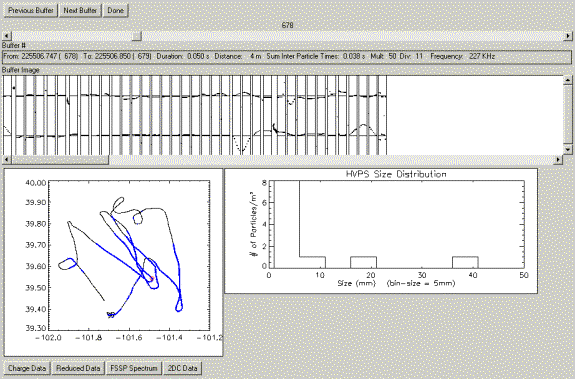 Previous Buffer Next Buffer Done
678
Buffer #
From: 225506.747 ( 678) To: 225506.850 ( 679) Duration: 0.050 s Distance: 4 m Sum Inter Particle Times: 0.038 s Mult: 50 Div: 11 Frequency: 227 KHz
Buffer Image
HVPS Size Distribution
# of Particles/m³
8
6
4
2
0
0 10 20 30 40 50
Size (mm) (bin-size = 5mm)
40.00
39.90
39.80
39.70
39.60
39.50
39.40
39.30
-102.0 -101.8 -101.6 -101.4 -101.2
Charge Data Reduced Data FSSP Spectrum 2DC Data